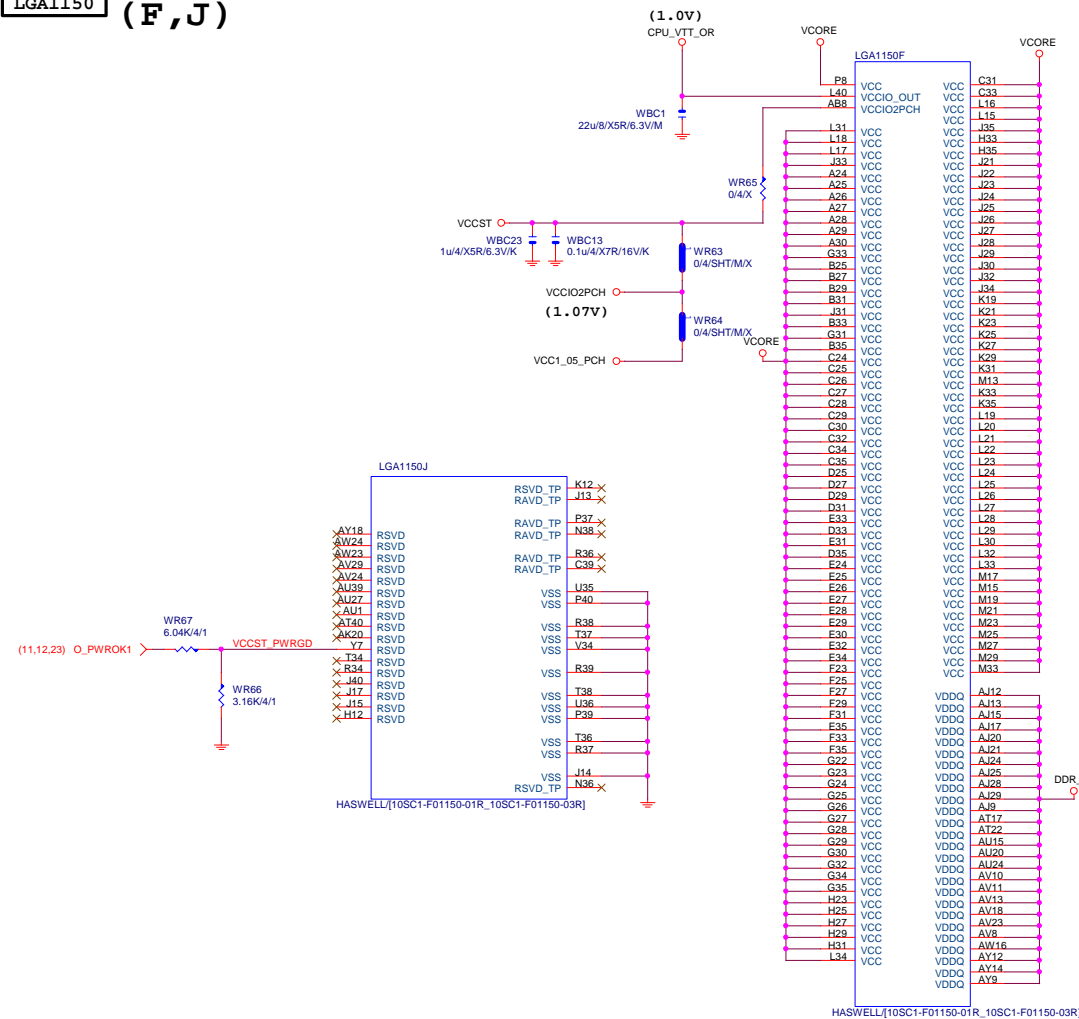 LGA1150 (F,J)
(1.0V)
CPU_VTT_OR
VCORE
VCORE
LGA1150F
WBC1
22u/8/X5R/6.3V/M
WR65
0/4/X
VCCST
WBC23
1u/4/X5R/6.3V/K
WBC13
0.1u/4/X7R/16V/K
WR63
0/4/SHT/M/X
VCCIO2PCH
(1.07V)
WR64
0/4/SHT/M/X
VCORE
VCC1_05_PCH
P8 VCC VCC C31
L40 VCCIO_OUT VCC C33
AB8 VCCIO2PCH VCC L16
VCC L15
L31 VCC VCC J35
L18 VCC VCC H33
L17 VCC VCC H35
J33 VCC VCC J21
A24 VCC VCC J22
A25 VCC VCC J23
A26 VCC VCC J24
A27 VCC VCC J25
A28 VCC VCC J26
A29 VCC VCC J27
A30 VCC VCC J28
G33 VCC VCC J29
B25 VCC VCC J30
B27 VCC VCC J32
B29 VCC VCC J34
B31 VCC VCC K19
J31 VCC VCC K21
B33 VCC VCC K23
G31 VCC VCC K25
B35 VCC VCC K27
C24 VCC VCC K29
C25 VCC VCC K31
C26 VCC VCC M13
C27 VCC VCC K33
C28 VCC VCC K35
C29 VCC VCC L19
C30 VCC VCC L20
C32 VCC VCC L21
C34 VCC VCC L22
C35 VCC VCC L23
D25 VCC VCC L24
D27 VCC VCC L25
D29 VCC VCC L26
D31 VCC VCC L27
E33 VCC VCC L28
D33 VCC VCC L29
E31 VCC VCC L30
D35 VCC VCC L32
E24 VCC VCC L33
E25 VCC VCC M17
E26 VCC VCC M15
E27 VCC VCC M19
E28 VCC VCC M21
E29 VCC VCC M23
E30 VCC VCC M25
E32 VCC VCC M27
E34 VCC VCC M29
F23 VCC VCC M33
F25 VCC
F27 VCC VDDQ AJ12
F29 VCC VDDQ AJ13
F31 VCC VDDQ AJ15
E35 VCC VDDQ AJ17
F33 VCC VDDQ AJ20
F35 VCC VDDQ AJ21
G22 VCC VDDQ AJ24
G23 VCC VDDQ AJ25
G24 VCC VDDQ AJ28
G25 VCC VDDQ AJ29
G26 VCC VDDQ AJ9
G27 VCC VDDQ AT17
G28 VCC VDDQ AT22
G29 VCC VDDQ AU15
G30 VCC VDDQ AU20
G32 VCC VDDQ AU24
G34 VCC VDDQ AV10
G35 VCC VDDQ AV11
H23 VCC VDDQ AV13
H25 VCC VDDQ AV18
H27 VCC VDDQ AV23
H29 VCC VDDQ AV8
H31 VCC VDDQ AW16
L34 VCC VDDQ AY12
VDDQ AY14
VDDQ AY9
DDR_
HASWELL/[10SC1-F01150-01R_10SC1-F01150-03R]
LGA1150J
RSVD_TP K12
RAVD_TP J13
RAVD_TP P37
AY18 RSVD RAVD_TP N38
AW24 RSVD
AW23 RSVD RAVD_TP R36
AV29 RSVD RAVD_TP C39
AV24 RSVD
AU39 RSVD VSS U35
AU27 RSVD VSS P40
AU1 RSVD
AT40 RSVD VSS R38
AK20 RSVD VSS T37
Y7 RSVD VSS V34
T34 RSVD
R34 RSVD VSS R39
J40 RSVD
J17 RSVD VSS T38
J15 RSVD VSS U36
H12 RSVD VSS P39
VSS T36
VSS R37
VSS J14
RSVD_TP N36
HASWELL/[10SC1-F01150-01R_10SC1-F01150-03R]
WR67
6.04K/4/1
(11,12,23) O_PWROK1
VCCST_PWRGD
WR66
3.16K/4/1